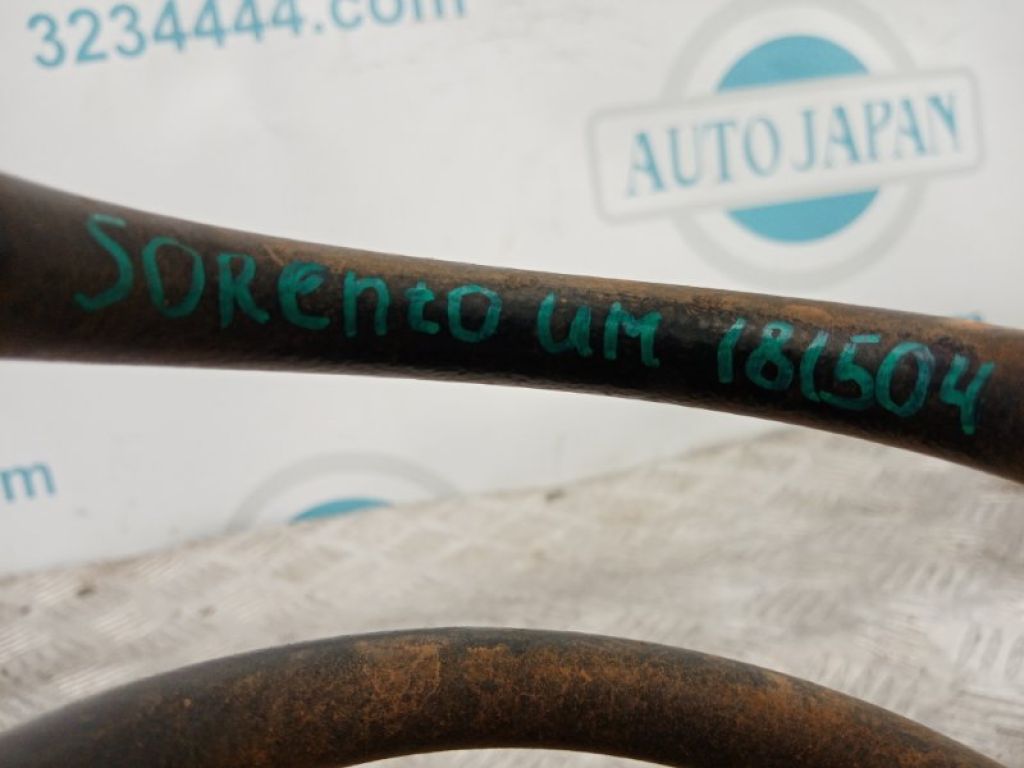 3234444.com
AUTO JAPAN
SORento UM 181504
m